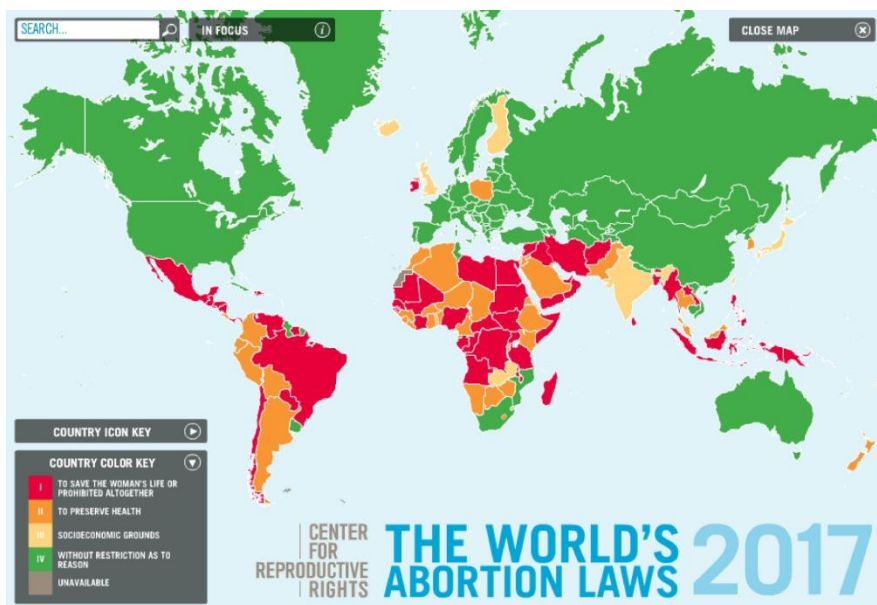 SEARCH...
IN FOCUS
i
CLOSE MAP
COUNTRY ICON KEY
COUNTRY COLOR KEY
I
TO SAVE THE WOMAN'S LIFE OR
PROHIBITED ALTOGETHER
II
TO PRESERVE HEALTH
III
SOCIOECONOMIC GROUNDS
IV
WITHOUT RESTRICTION AS TO
REASON
UNAVAILABLE
CENTER
FOR
REPRODUCTIVE
RIGHTS
THE WORLD'S
ABORTION LAWS
2017